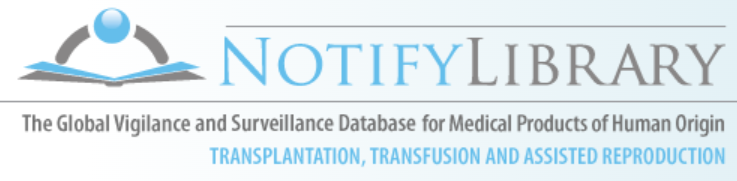 NOTIFYLIBRARY
The Global Vigilance and Surveillance Database for Medical Products of Human Origin
TRANSPLANTATION, TRANSFUSION AND ASSISTED REPRODUCTION